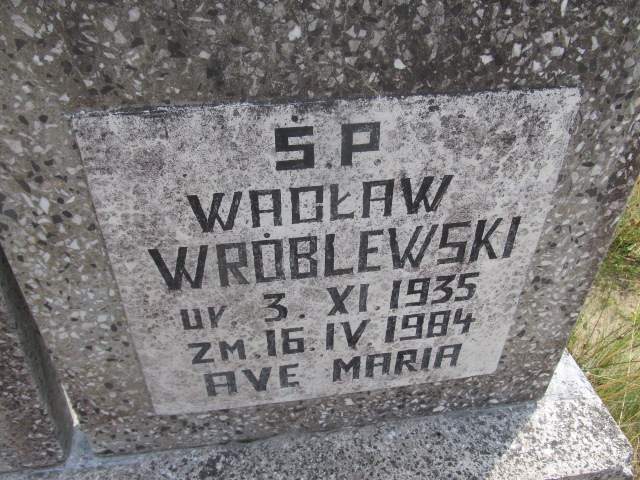 Ś.P.
WACŁAW
WRÓBLEWSKI
UR. 3. XI. 1935
ZM. 16. IV. 1984
AVE MARIA